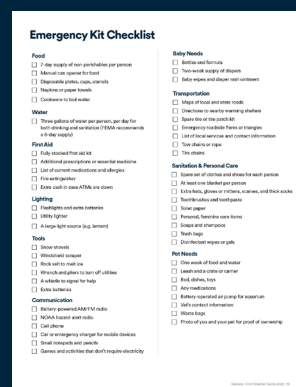 Emergency Kit Checklist
Food
7-day supply of non-perishables per person
Manual can opener for food
Disposable plates, cups, utensils
Napkins or paper towels
Cookware to boil water
Water
Three gallons of water per person, per day for
both drinking and sanitation (FEMA recommends
a 6-day supply)
First Aid
Fully stocked first aid kit
Additional prescriptions or essential medicine
List of current medications and allergies
Fire extinguisher
Extra cash in case ATMs are down
Lighting
Flashlights and extra batteries
Utility lighter
A large light source (e.g. lantern)
Tools
Snow shovels
Windshield scraper
Rock salt to melt ice
Wrench and pliers to turn off utilities
A whistle to signal for help
Extra batteries
Communication
Battery-powered AM/FM radio
NOAA hazard-alert radio
Cell phone
Car or emergency charger for mobile devices
Small notepads and pencils
Games and activities that don't require electricity
Baby Needs
Bottles and formula
Two-week supply of diapers
Baby wipes and diaper rash ointment
Transportation
Maps of local and state roads
Directions to nearby warming shelters
Spare tire or tire patch kit
Emergency roadside flares or triangles
List of local services and contact information
Tow chains or rope
Tire chains
Sanitation & Personal Care
Spare set of clothes and shoes for each person
At least one blanket per person
Extra hats, gloves or mittens, scarves, and thick socks
Toothbrushes and toothpaste
Toilet paper
Personal, feminine care items
Soaps and shampoos
Trash bags
Disinfectant wipes or gels
Pet Needs
One week of food and water
Leash and a crate or carrier
Bed, dishes, toys
Any medications
Battery-operated air pump for aquarium
Vet's contact information
Waste bags
Photo of you and your pet for proof of ownership